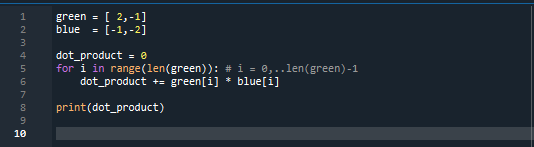 1 green = [ 2,-1]
2 blue  = [-1,-2]
3
4 dot_product = 0
5 for i in range(len(green)): # i = 0,..len(green)-1
6     dot_product += green[i] * blue[i]
7
8 print(dot_product)
9
10